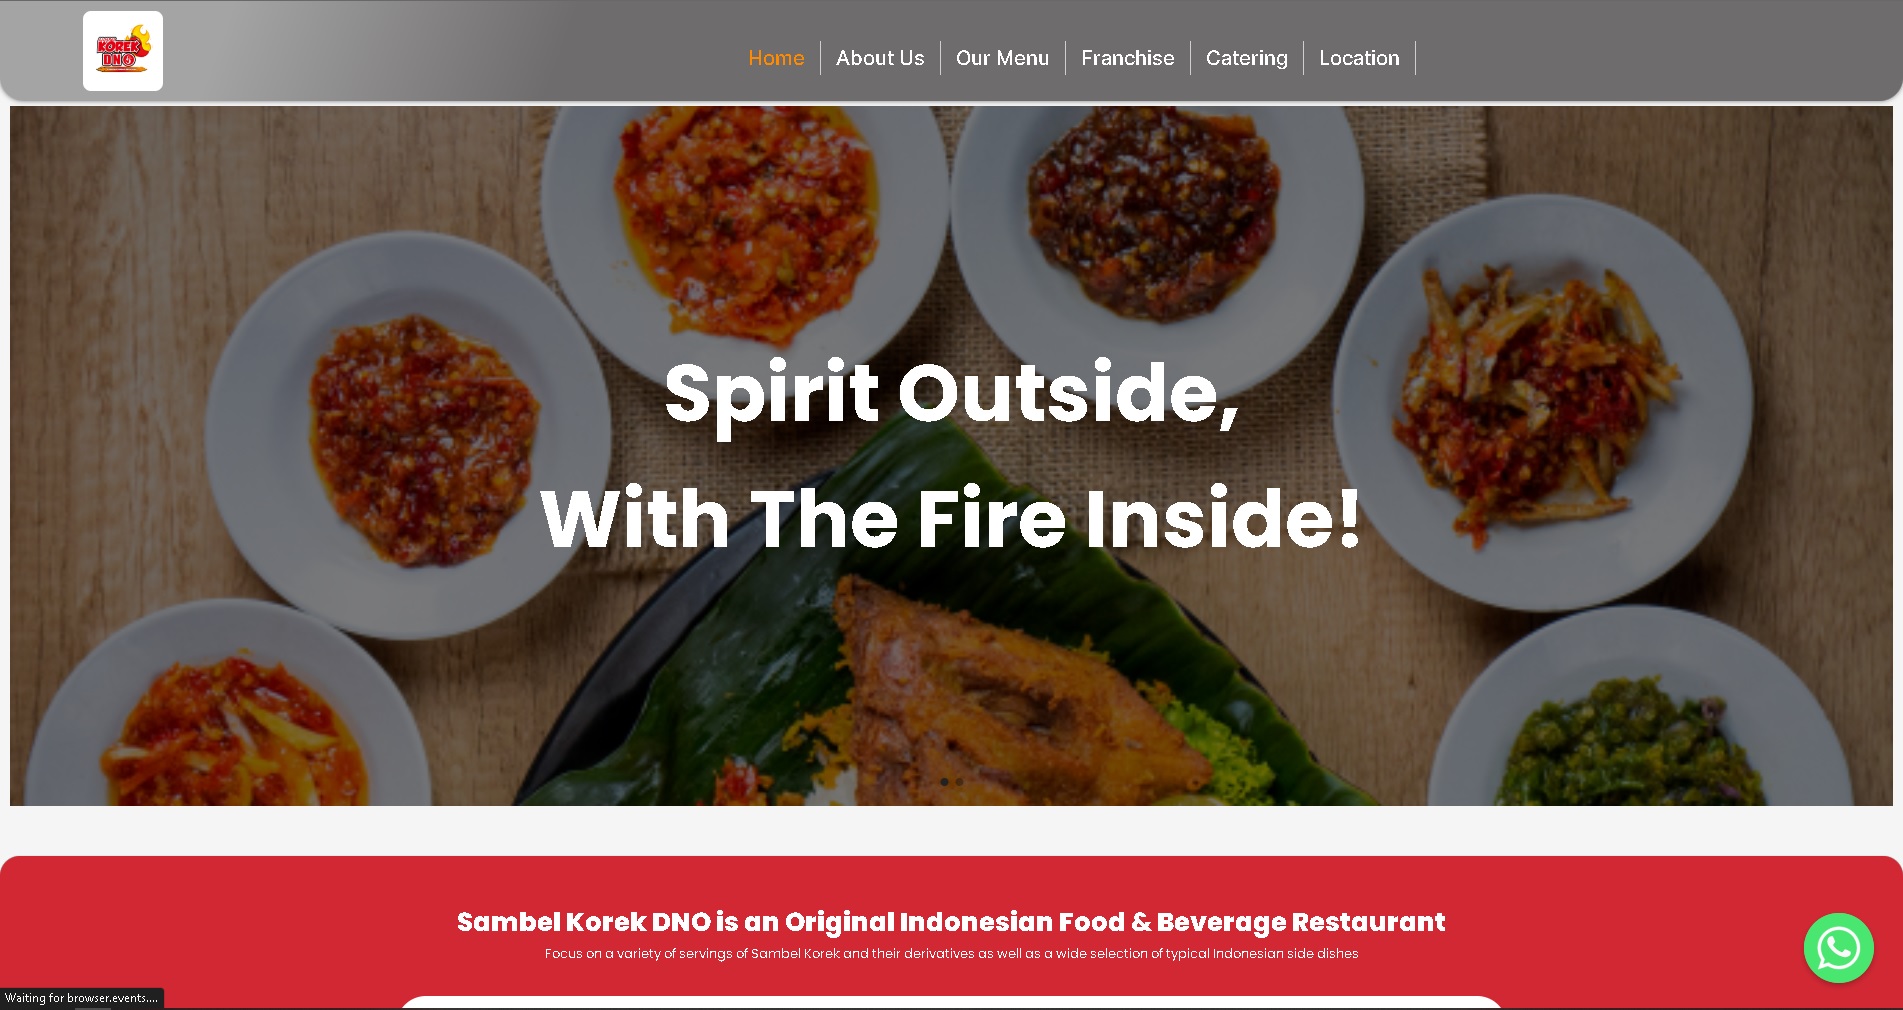 KOREK
DNO
Home
About Us
Our Menu
Franchise
Catering
Location
Spirit Outside,
With The Fire Inside!
Sambel Korek DNO is an Original Indonesian Food & Beverage Restaurant
Focus on a variety of servings of Sambel Korek and their derivatives as well as a wide selection of typical Indonesian side dishes
Waiting for browser.events....